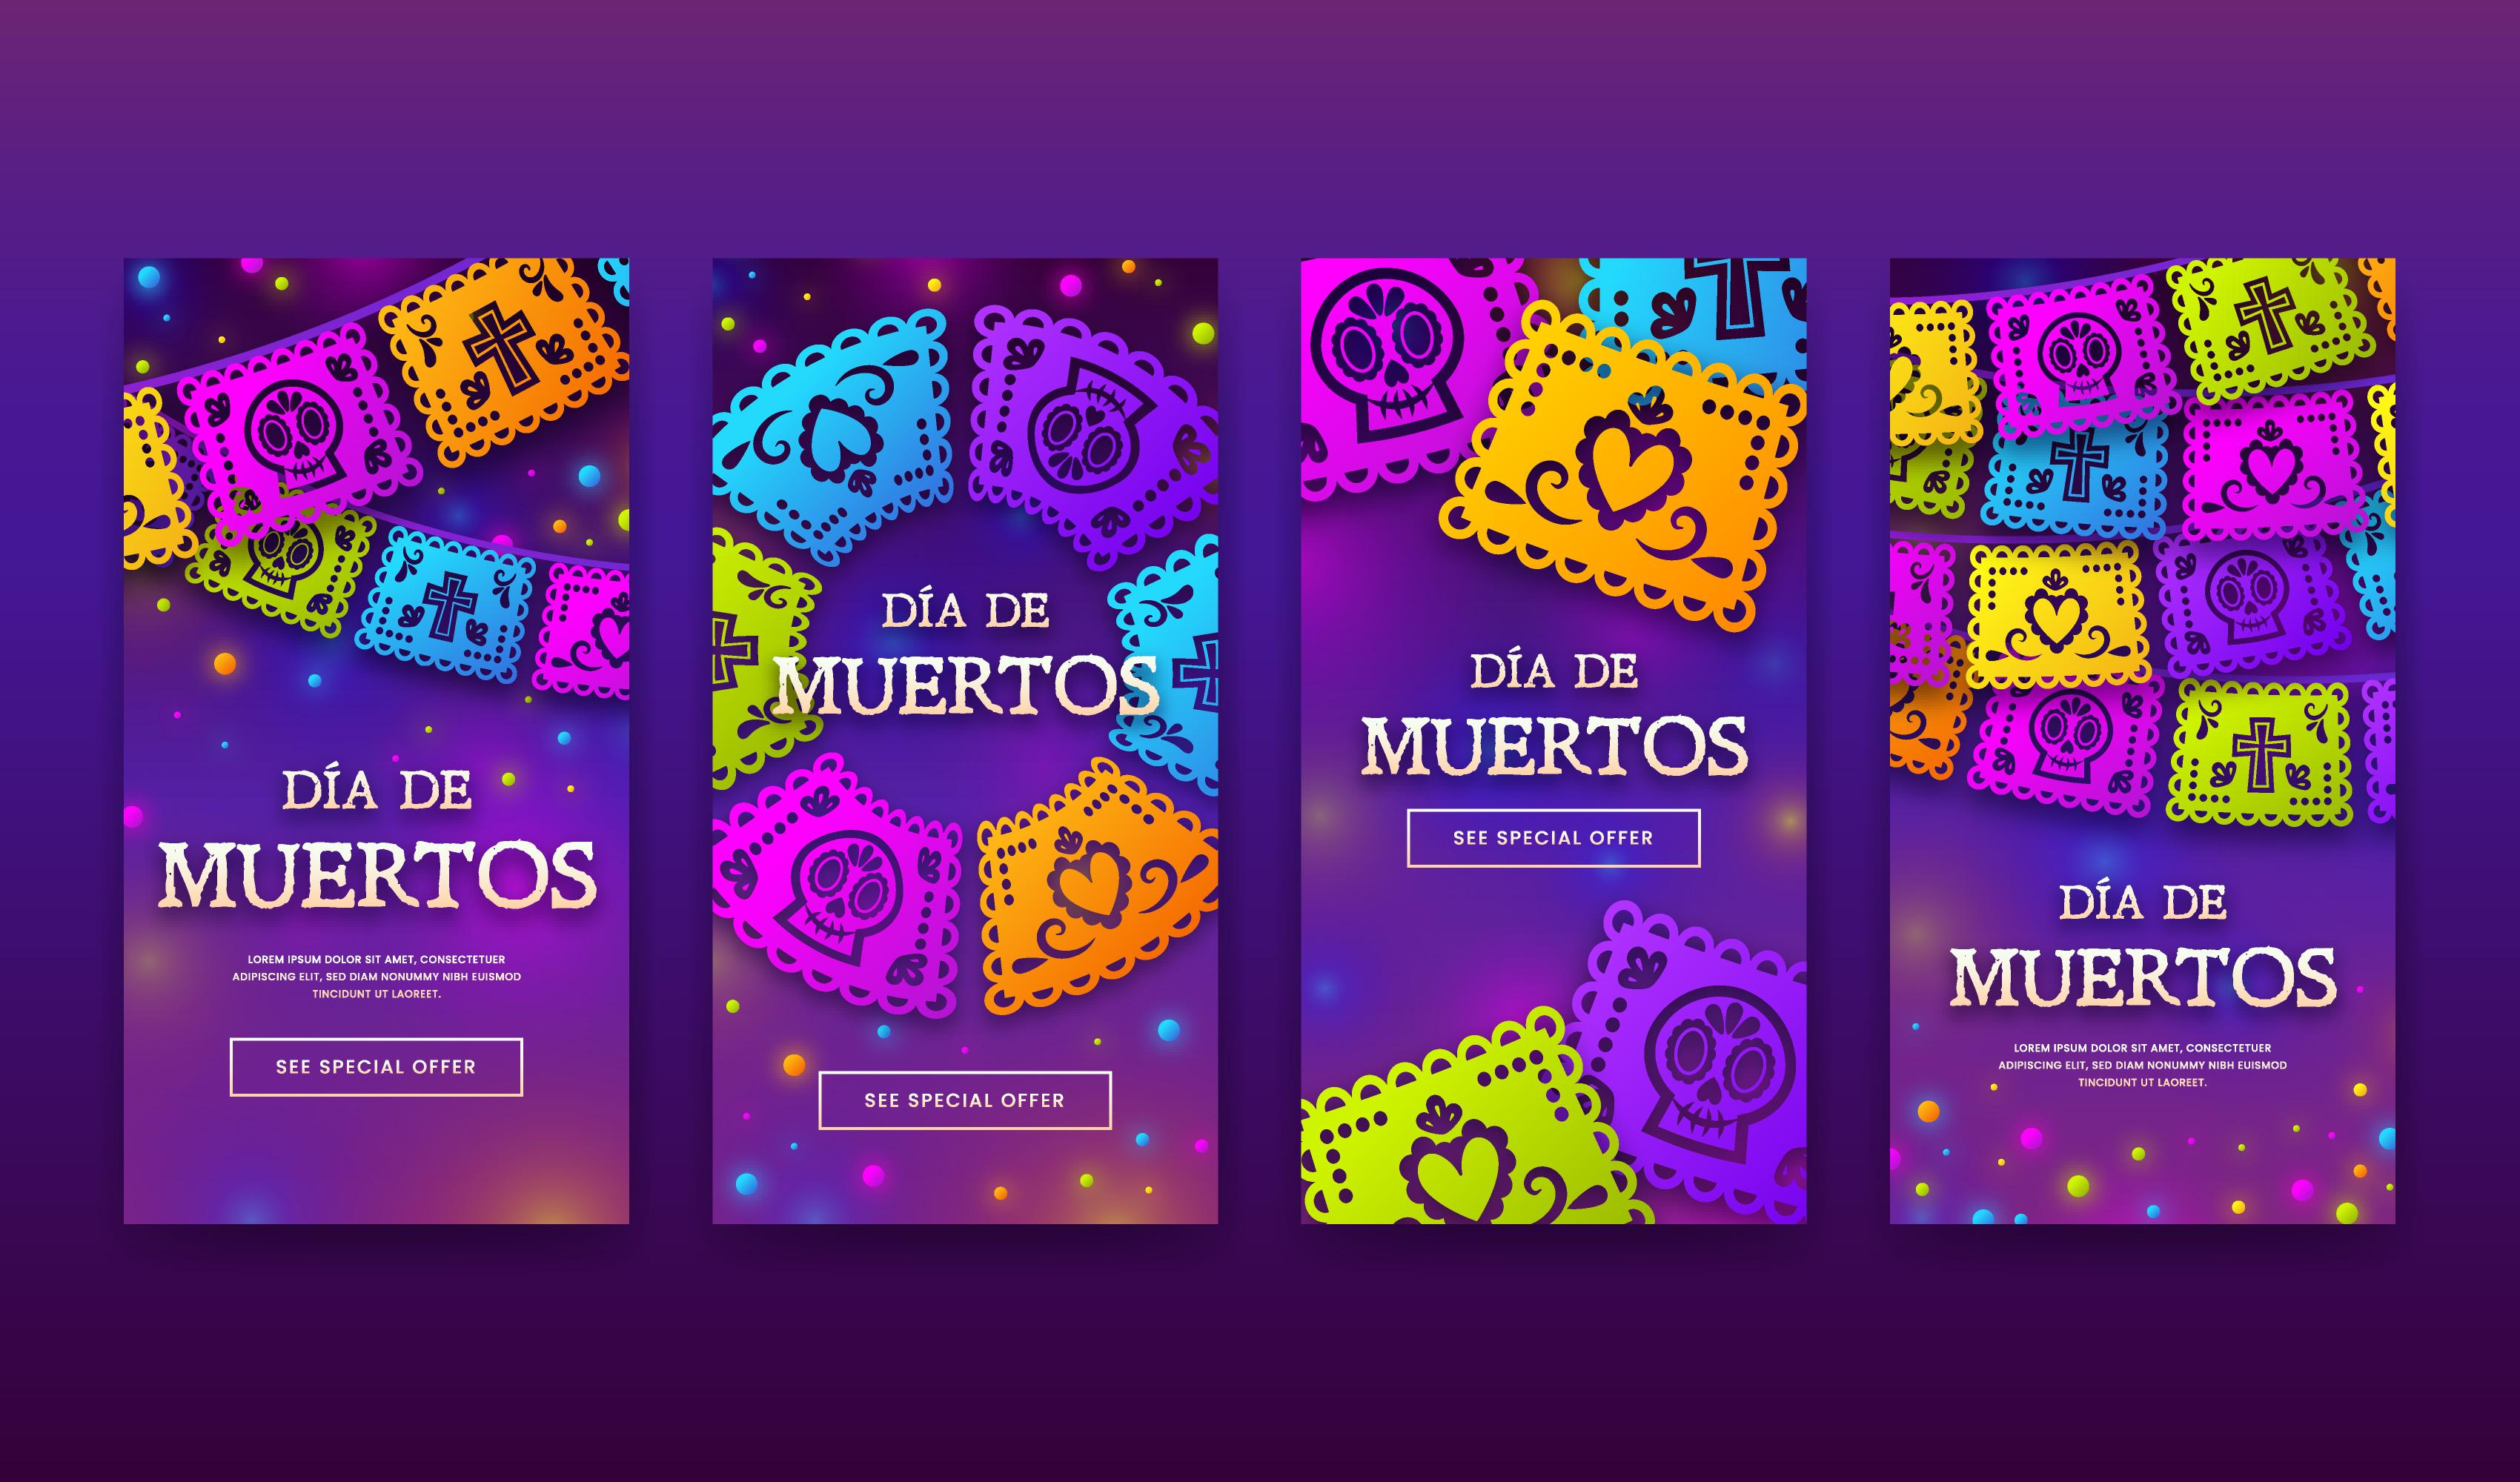 DÍA DE
MUERTOS
LOREM IPSUM DOLOR SIT AMET, CONSECTETUER
ADIPISCING ELIT, SED DIAM NONUMMY NIBH EUISMOD
TINCIDUNT UT LAOREET.
SEE SPECIAL OFFER
DÍA DE
MUERTOS
SEE SPECIAL OFFER
DÍA DE
MUERTOS
SEE SPECIAL OFFER
DÍA DE
MUERTOS
LOREM IPSUM DOLOR SIT AMET, CONSECTETUER
ADIPISCING ELIT, SED DIAM NONUMMY NIBH EUISMOD
TINCIDUNT UT LAOREET.